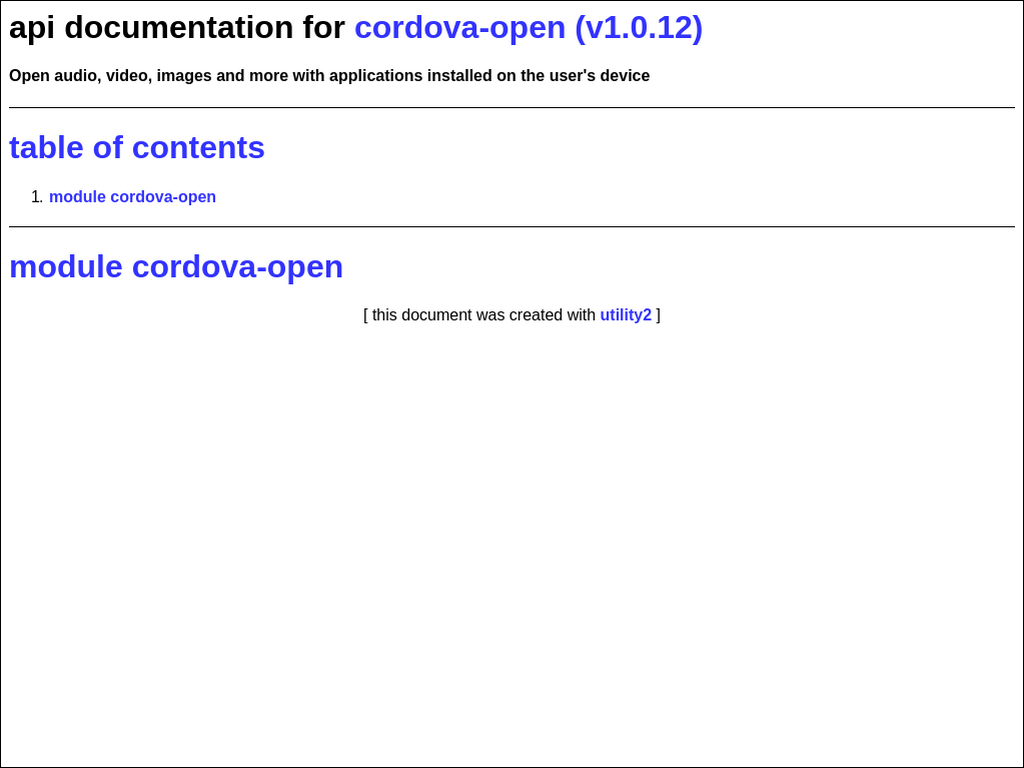 api documentation for cordova-open (v1.0.12)
Open audio, video, images and more with applications installed on the user's device
table of contents
1. module cordova-open
module cordova-open
[ this document was created with utility2 ]